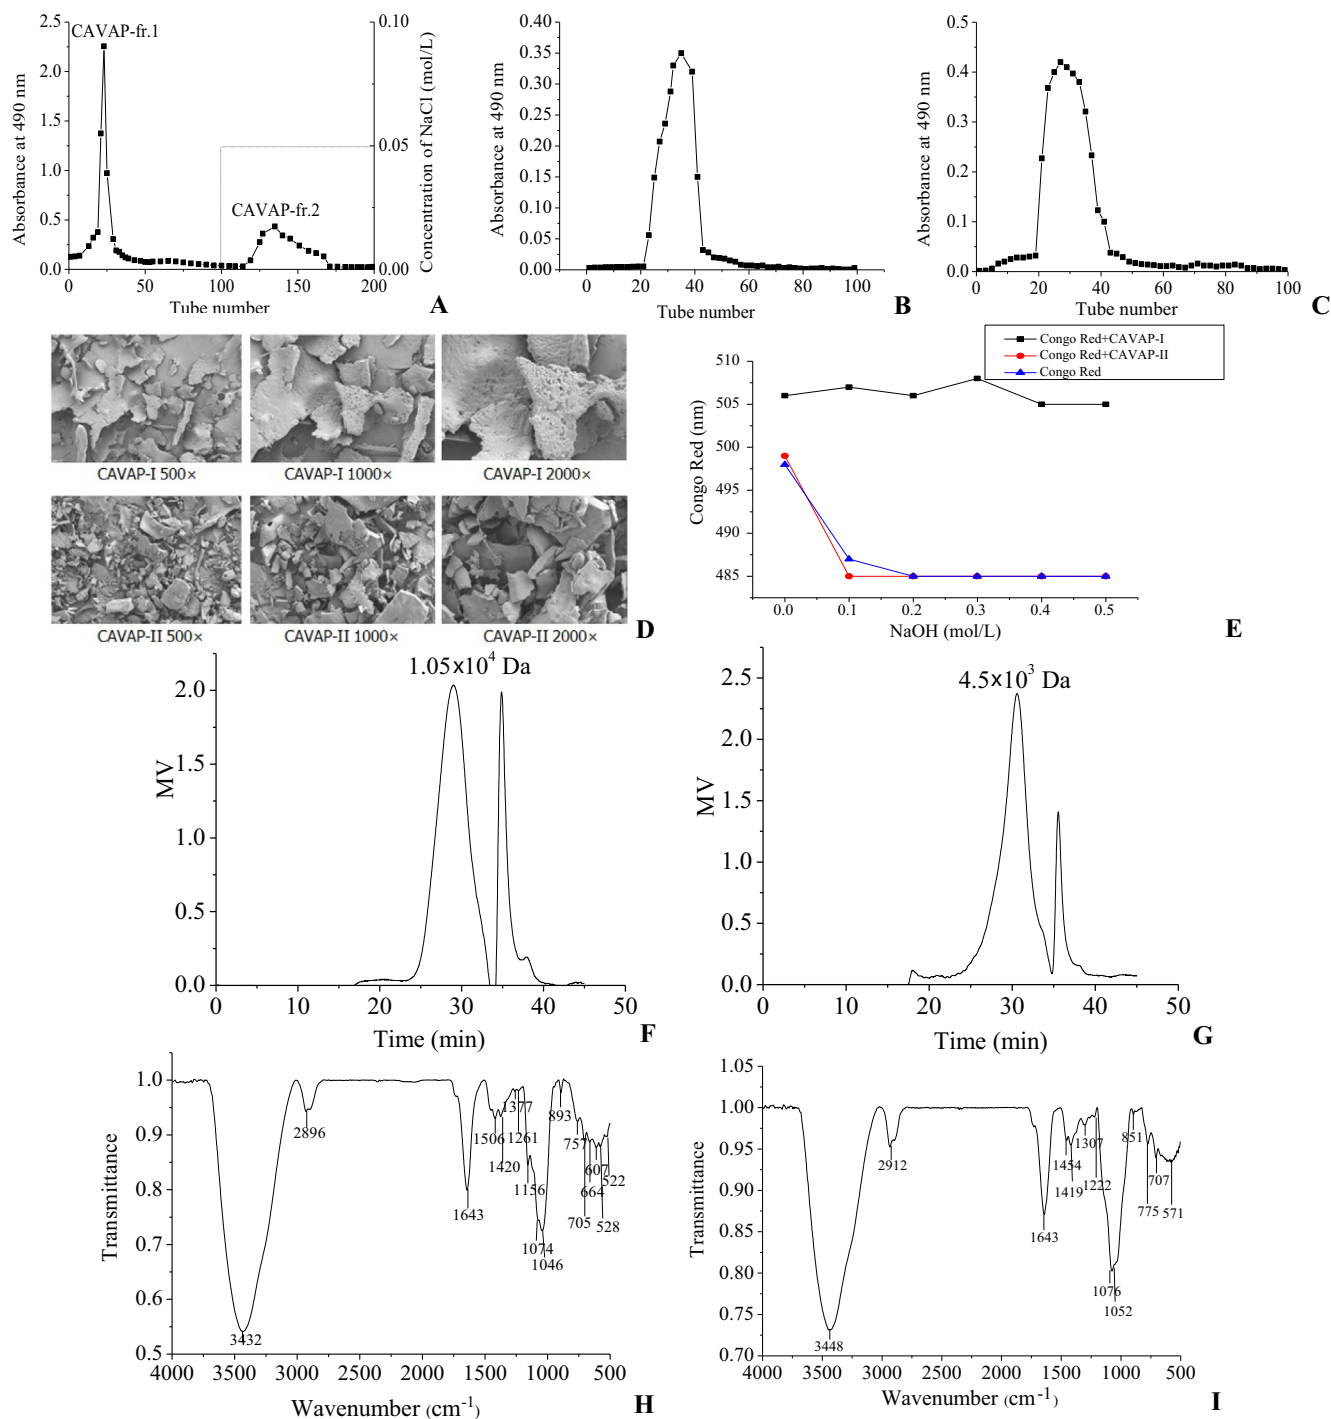 2.5
2.0
1.5
1.0
0.5
0.0
0 50 100 150 200
0.10
0.05
0.00
CAVAP-fr.1
CAVAP-fr.2
Absorbance at 490 nm
Concentration of NaCl (mol/L)
Tube number
A
0.40
0.35
0.30
0.25
0.20
0.15
0.10
0.05
0.00
0 20 40 60 80 100
Absorbance at 490 nm
Tube number
B
0.5
0.4
0.3
0.2
0.1
0.0
0 20 40 60 80 100
Absorbance at 490 nm
Tube number
C
CAVAP-I 500×
CAVAP-I 1000×
CAVAP-I 2000×
CAVAP-II 500×
CAVAP-II 1000×
CAVAP-II 2000×
D
Congo Red+CAVAP-I
Congo Red+CAVAP-II
Congo Red
510
505
500
495
490
485
0.0 0.1 0.2 0.3 0.4 0.5
Congo Red (nm)
NaOH (mol/L)
E
1.05×10⁴ Da
2.0
1.5
1.0
0.5
0.0
0 10 20 30 40 50
MV
Time (min)
F
4.5×10³ Da
2.5
2.0
1.5
1.0
0.5
0.0
0 10 20 30 40 50
MV
Time (min)
G
1.0
0.9
0.8
0.7
0.6
0.5
4000 3500 3000 2500 2000 1500 1000 500
3432
2896
1643
1506
1420
1377
1261
1156
1074
1046
893
757
705
664
607
528
522
Transmittance
Wavenumber (cm⁻¹)
H
1.05
1.00
0.95
0.90
0.85
0.80
0.75
0.70
4000 3500 3000 2500 2000 1500 1000 500
3448
2912
1643
1454
1419
1307
1222
1076
1052
851
775
707
571
Transmittance
Wavenumber (cm⁻¹)
I